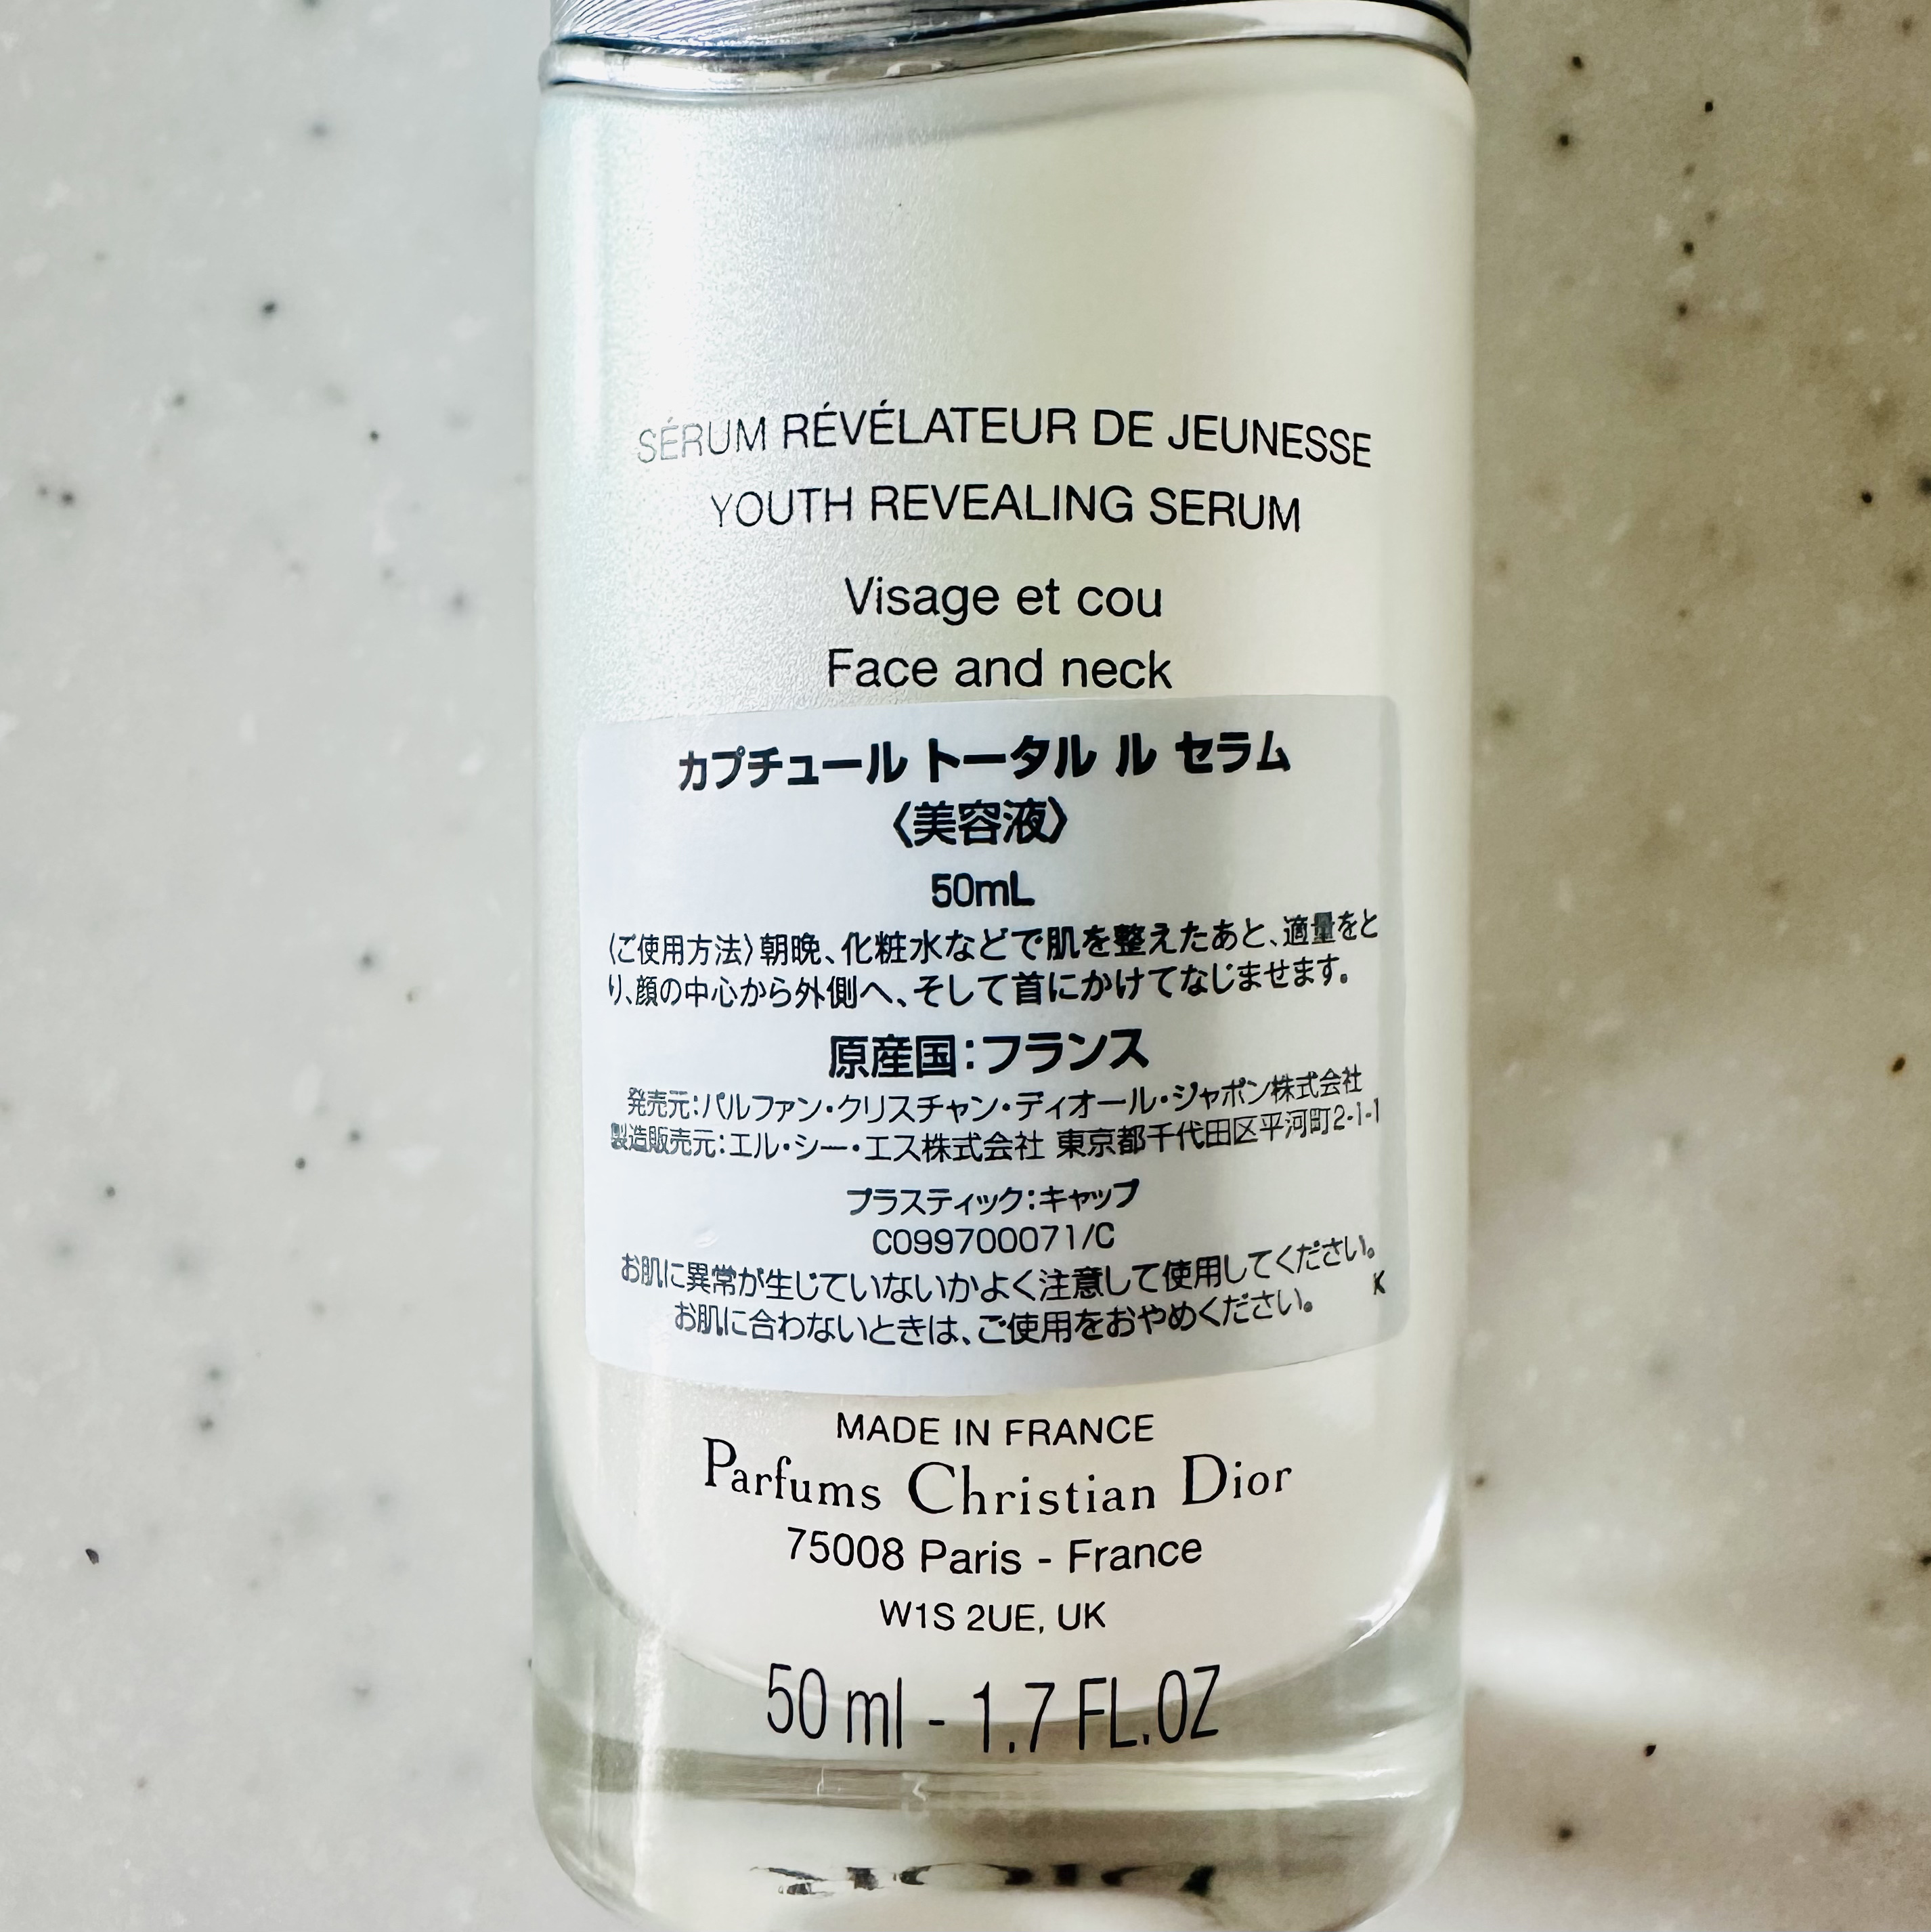 SÉRUM RÉVÉLATEUR DE JEUNESSE
YOUTH REVEALING SERUM
Visage et cou
Face and neck
カプチュール トータル ル セラム
〈美容液〉
50mL
〈ご使用方法〉朝晩、化粧水などで肌を整えたあと、適量をと
り、顔の中心から外側へ、そして首にかけてなじませます。
原産国:フランス
発売元:パルファン・クリスチャン・ディオール・ジャポン株式会社
製造販売元:エル・シー・エス株式会社 東京都千代田区平河町2-1-1
プラスティック:キャップ
C099700071/C
お肌に異常が生じていないかよく注意して使用してください。
K
お肌に合わないときは、ご使用をおやめください。
MADE IN FRANCE
Parfums Christian Dior
75008 Paris - France
W1S 2UE, UK
50 ml - 1.7 FL.OZ